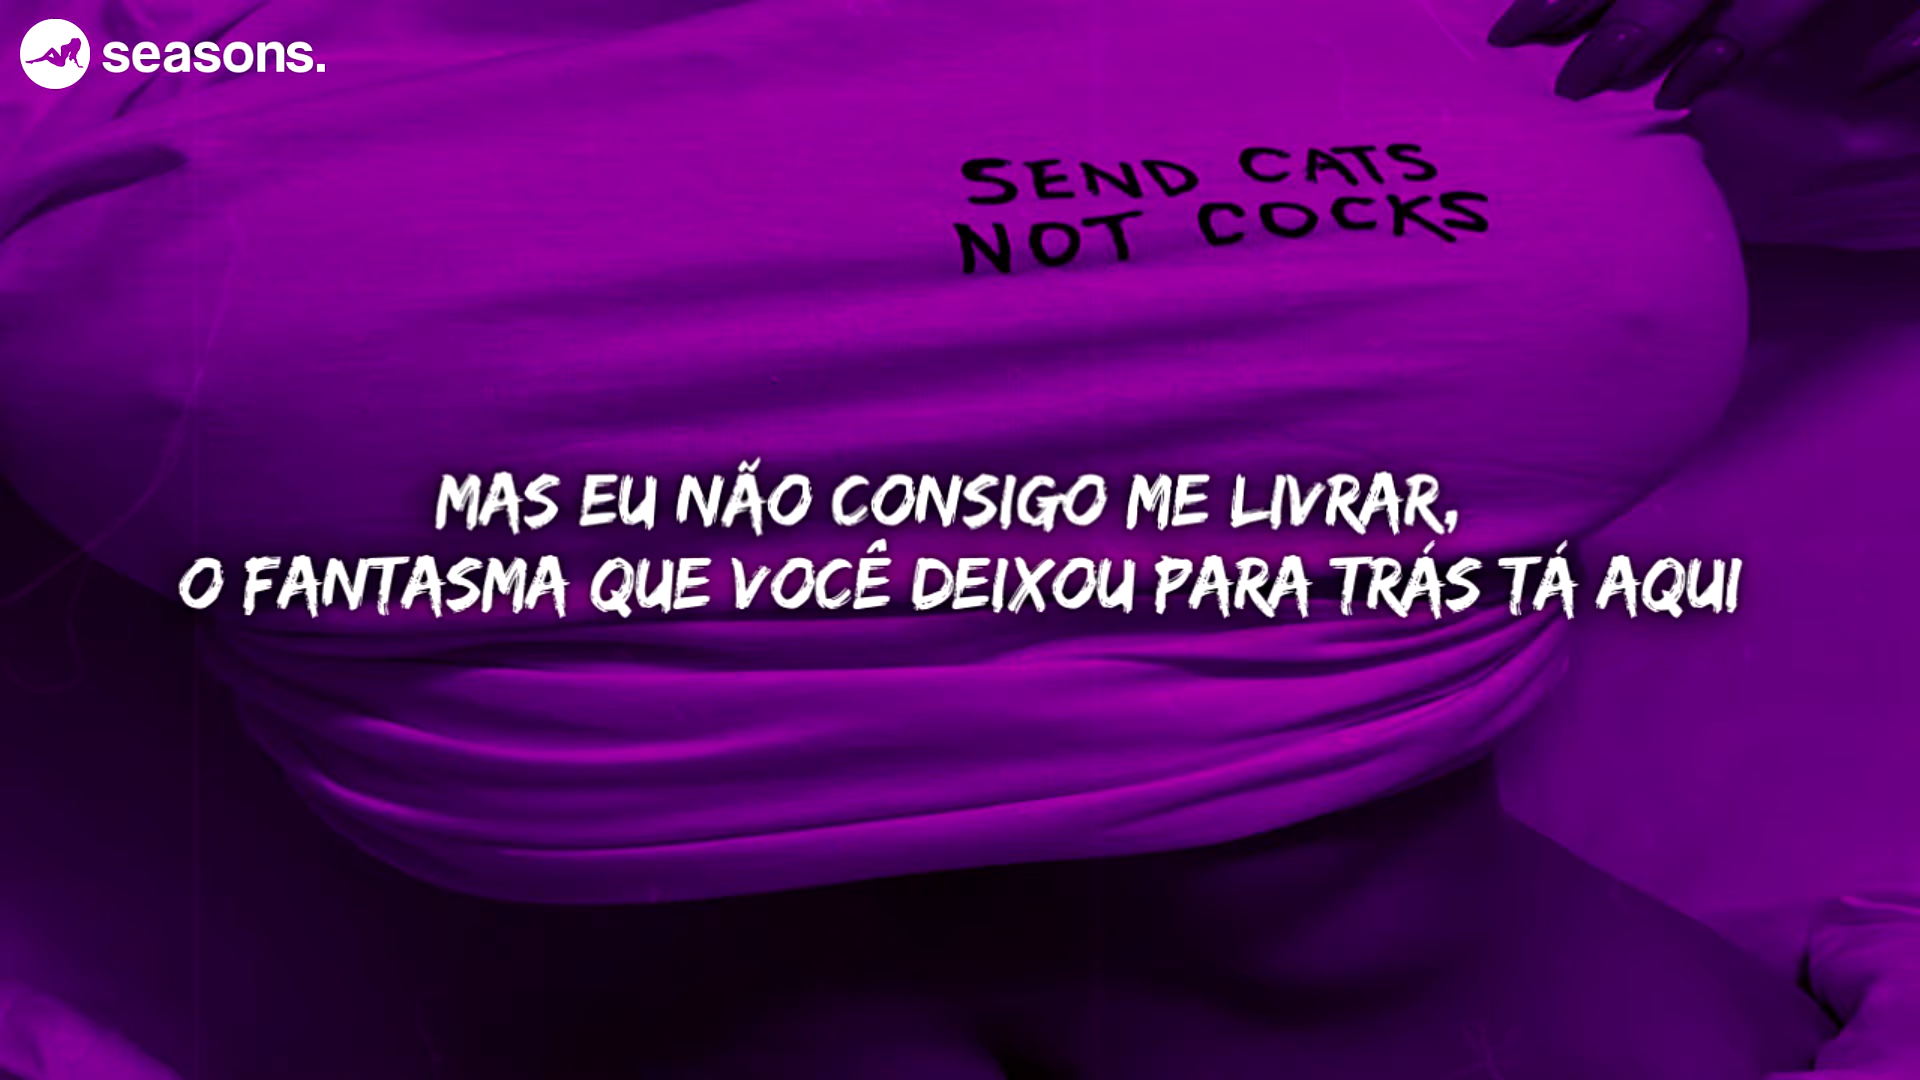 seasons.
SEND CATS
NOT COCKS
MAS EU NÃO CONSIGO ME LIVRAR,
O FANTASMA QUE VOCÊ DEIXOU PARA TRÁS TÁ AQUI